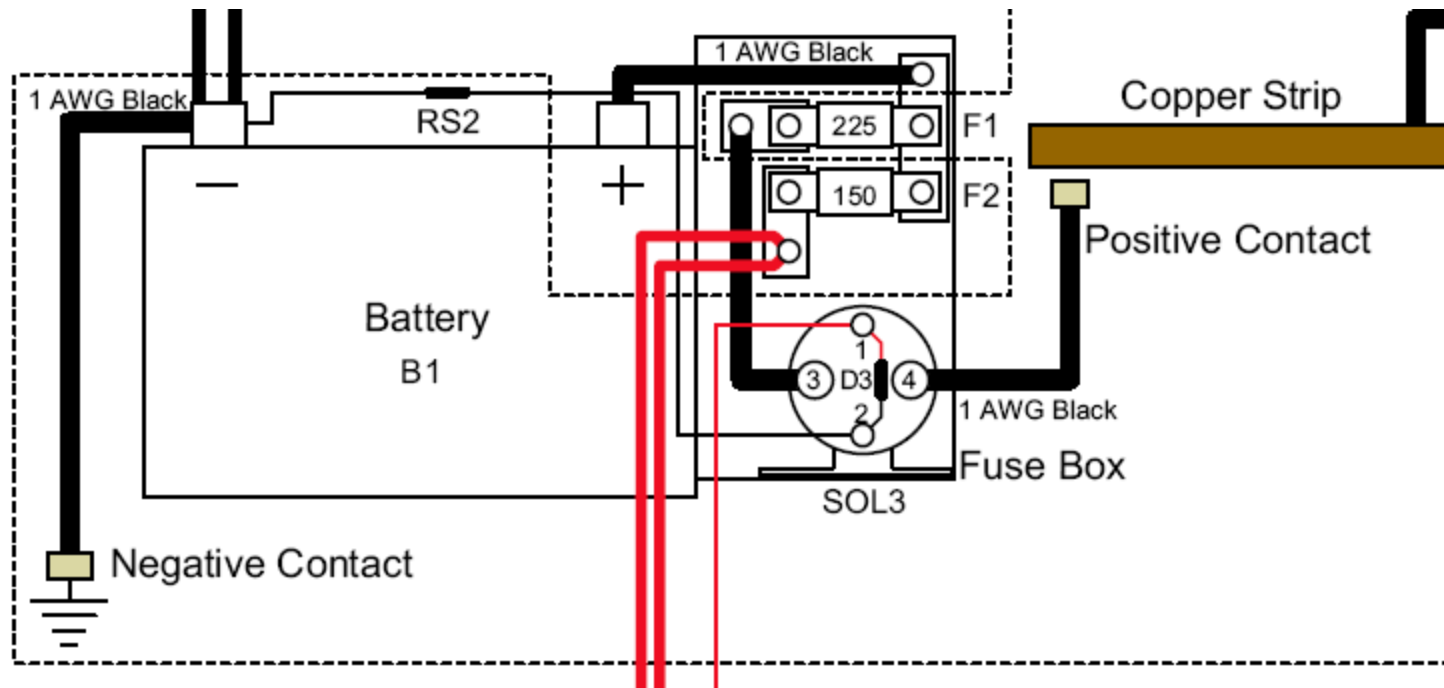 1 AWG Black
1 AWG Black
RS2
225
F1
Copper Strip
−
+
150
F2
Positive Contact
Battery
B1
1
3
D3
4
2
1 AWG Black
Fuse Box
SOL3
Negative Contact